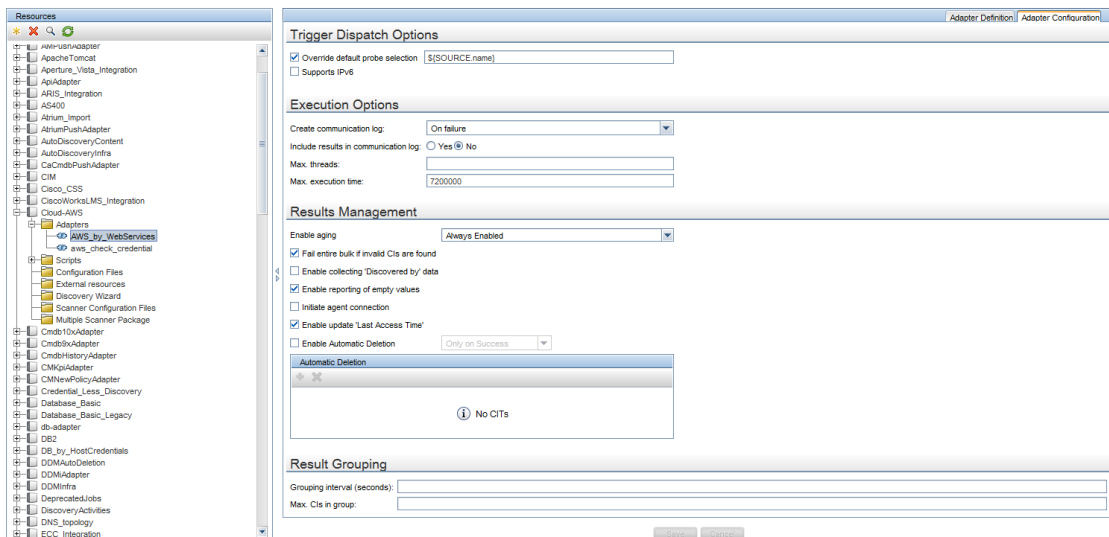 Resources
AMPushAdapter
ApacheTomcat
Aperture_Vista_Integration
ApiAdapter
ARIS_Integration
AS400
Atrium_Import
AtriumPushAdapter
AutoDiscoveryContent
AutoDiscoveryInfra
CaCmdbPushAdapter
CIM
Cisco_CSS
CiscoWorksLMS_Integration
Cloud-AWS
Adapters
AWS_by_WebServices
aws_check_credential
Scripts
Configuration Files
External resources
Discovery Wizard
Scanner Configuration Files
Multiple Scanner Package
Cmdb10xAdapter
Cmdb9xAdapter
CmdbHistoryAdapter
CMKpiAdapter
CMNewPolicyAdapter
Credential_Less_Discovery
Database_Basic
Database_Basic_Legacy
db-adapter
DB2
DB_by_HostCredentials
DDMAutoDeletion
DDMiAdapter
DDMInfra
DeprecatedJobs
DiscoveryActivities
DNS_topology
ECC_Integration
Adapter Definition Adapter Configuration
Trigger Dispatch Options
Override default probe selection ${SOURCE.name}
Supports IPv6
Execution Options
Create communication log: On failure
Include results in communication log: Yes No
Max. threads:
Max. execution time: 7200000
Results Management
Enable aging Always Enabled
Fail entire bulk if invalid CIs are found
Enable collecting 'Discovered by' data
Enable reporting of empty values
Initiate agent connection
Enable update 'Last Access Time'
Enable Automatic Deletion Only on Success
Automatic Deletion
No CITs
Result Grouping
Grouping interval (seconds):
Max. CIs in group:
Save Cancel